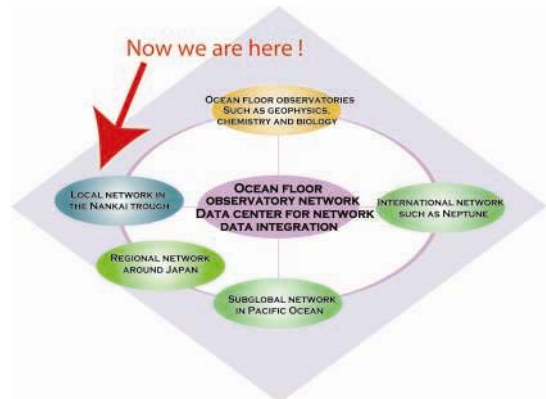 Now we are here !
OCEAN FLOOR OBSERVATORIES
SUCH AS GEOPHYSICS,
CHEMISTRY AND BIOLOGY
LOCAL NETWORK IN
THE NANKAI TROUGH
OCEAN FLOOR
OBSERVATORY NETWORK
DATA CENTER FOR NETWORK
DATA INTEGRATION
INTERNATIONAL NETWORK
SUCH AS NEPTUNE
REGIONAL NETWORK
AROUND JAPAN
SUBGLOBAL NETWORK
IN PACIFIC OCEAN